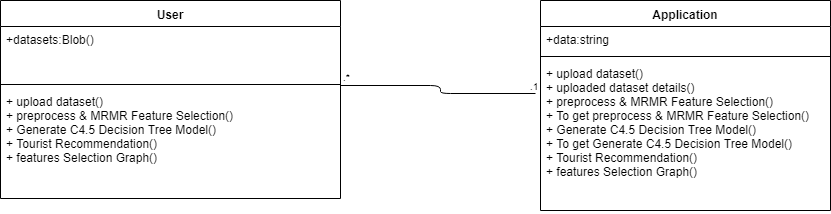 User
+datasets:Blob()
+ upload dataset()
+ preprocess & MRMR Feature Selection()
+ Generate C4.5 Decision Tree Model()
+ Tourist Recommendation()
+ features Selection Graph()
.*
.1
Application
+data:string
+ upload dataset()
+ uploaded dataset details()
+ preprocess & MRMR Feature Selection()
+ To get preprocess & MRMR Feature Selection()
+ Generate C4.5 Decision Tree Model()
+ To get Generate C4.5 Decision Tree Model()
+ Tourist Recommendation()
+ features Selection Graph()